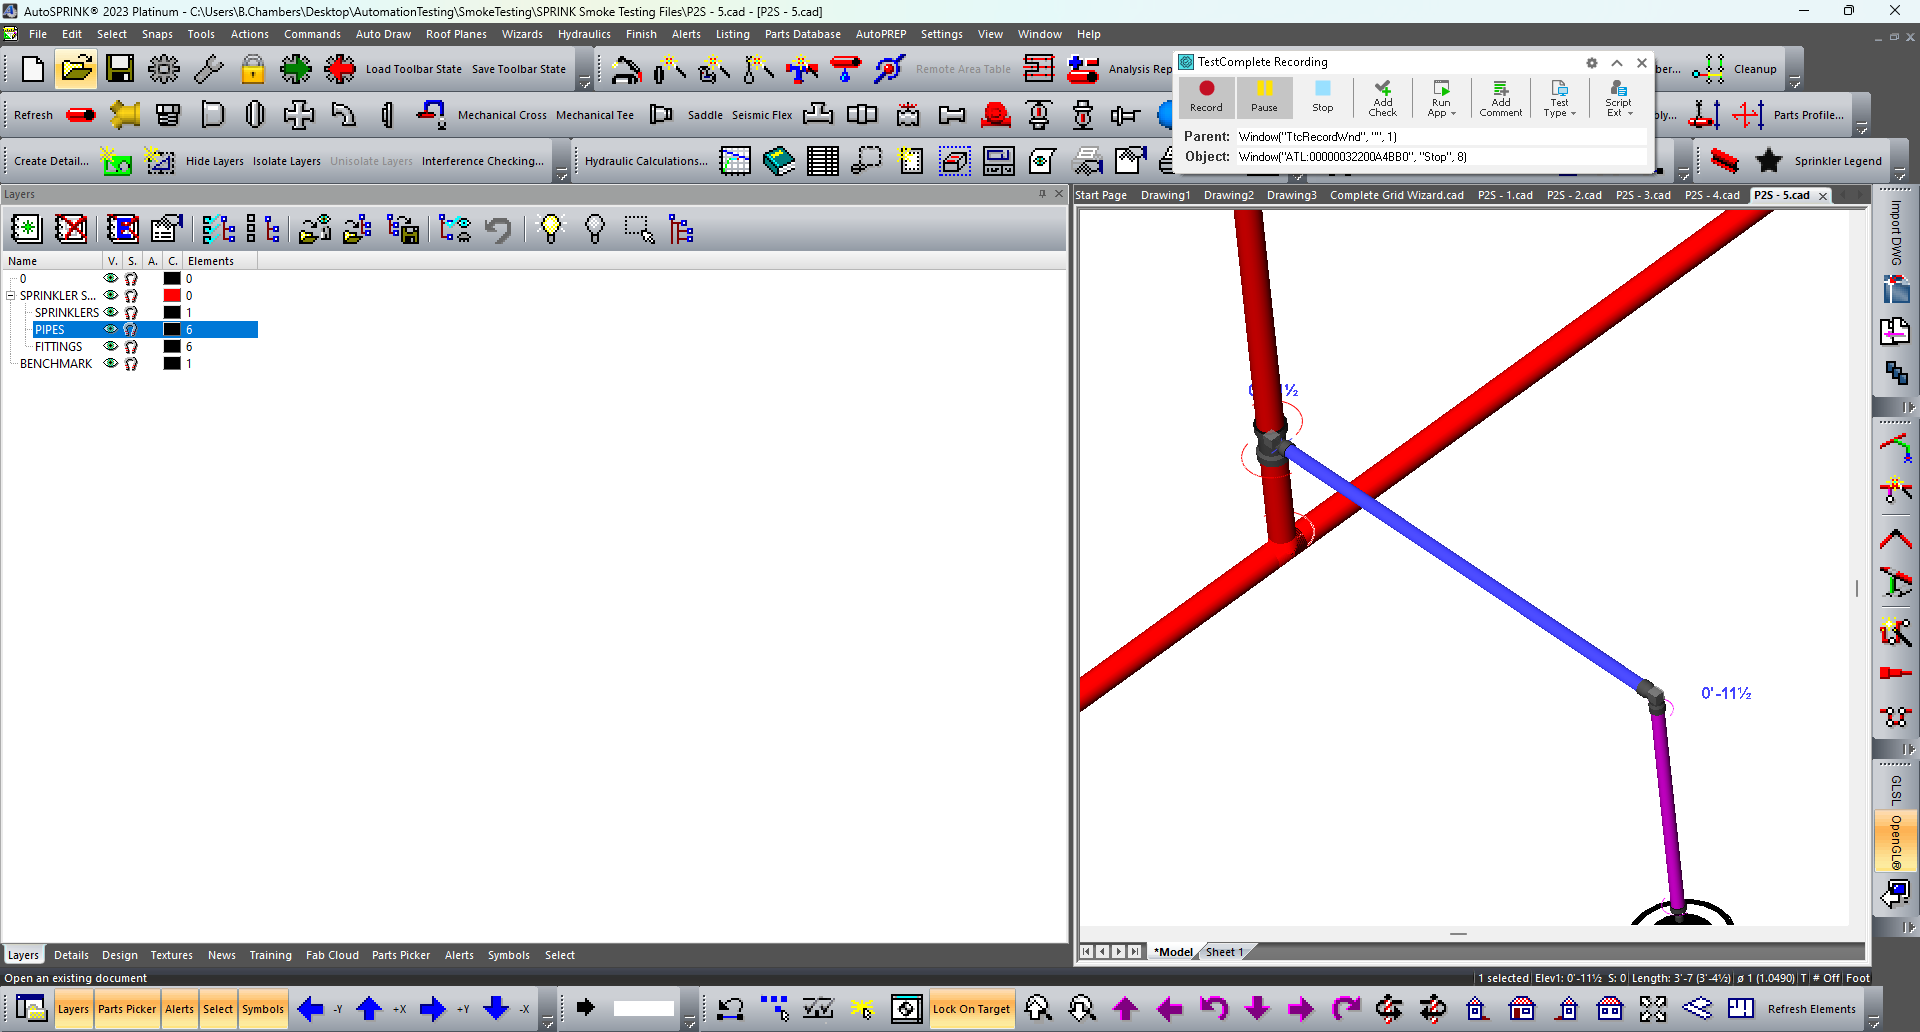 AutoSPRINK® 2023 Platinum - C:\Users\B.Chambers\Desktop\AutomationTesting\SmokeTesting\SPRINK Smoke Testing Files\P2S - 5.cad - [P2S - 5.cad]
File Edit Select Snaps Tools Actions Commands Auto Draw Roof Planes Wizards Hydraulics Finish Alerts Listing Parts Database AutoPREP Settings View Window Help
Load Toolbar State Save Toolbar State Remote Area Table Analysis Rep Cleanup
TestComplete Recording
Record Pause Stop Add Check Run App Add Comment Test Type Script Ext
Parent: Window("TtcRecordWnd", "", 1)
Object: Window("ATL:00000032200A4BB0", "Stop", 8)
Refresh Mechanical Cross Mechanical Tee Saddle Seismic Flex Parts Profile...
Create Detail... Hide Layers Isolate Layers Unisolate Layers Interference Checking... Hydraulic Calculations... Sprinkler Legend
Layers
Start Page Drawing1 Drawing2 Drawing3 Complete Grid Wizard.cad P2S - 1.cad P2S - 2.cad P2S - 3.cad P2S - 4.cad P2S - 5.cad
Name V. S. A. C. Elements
0 0
SPRINKLER S... 0
SPRINKLERS 1
PIPES 6
FITTINGS 6
BENCHMARK 1
0'-11½
Import DWG
GLSL
OpenGL®
*Model Sheet 1
Layers Details Design Textures News Training Fab Cloud Parts Picker Alerts Symbols Select
Open an existing document
1 selected Elev1: 0'-11½ S: 0 Length: 3'-7 (3'-4½) ø 1 (1.0490) T # Off Foot
Layers Parts Picker Alerts Select Symbols -Y +X +Y -X Lock On Target Refresh Elements